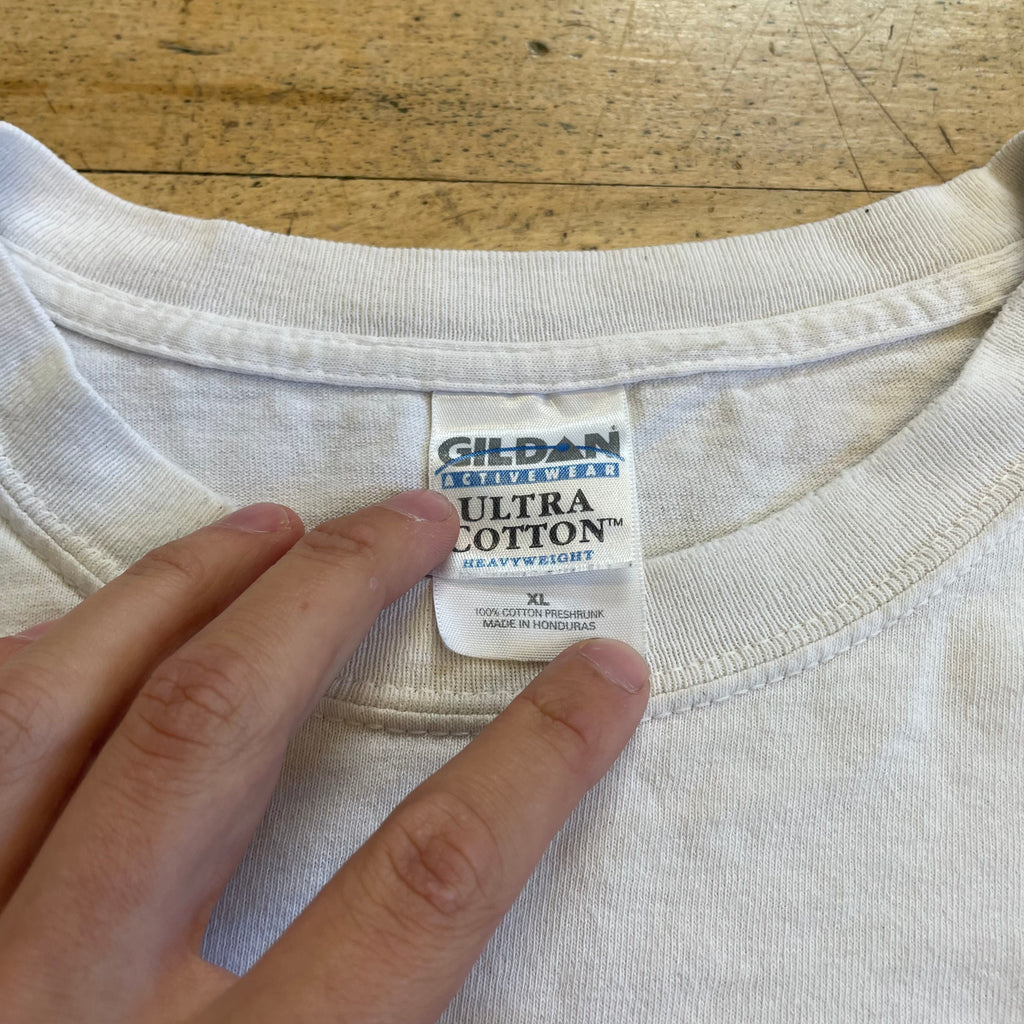 GILDAN®
ACTIVEWEAR
ULTRA
COTTON™
HEAVYWEIGHT
XL
100% COTTON PRESHRUNK
MADE IN HONDURAS